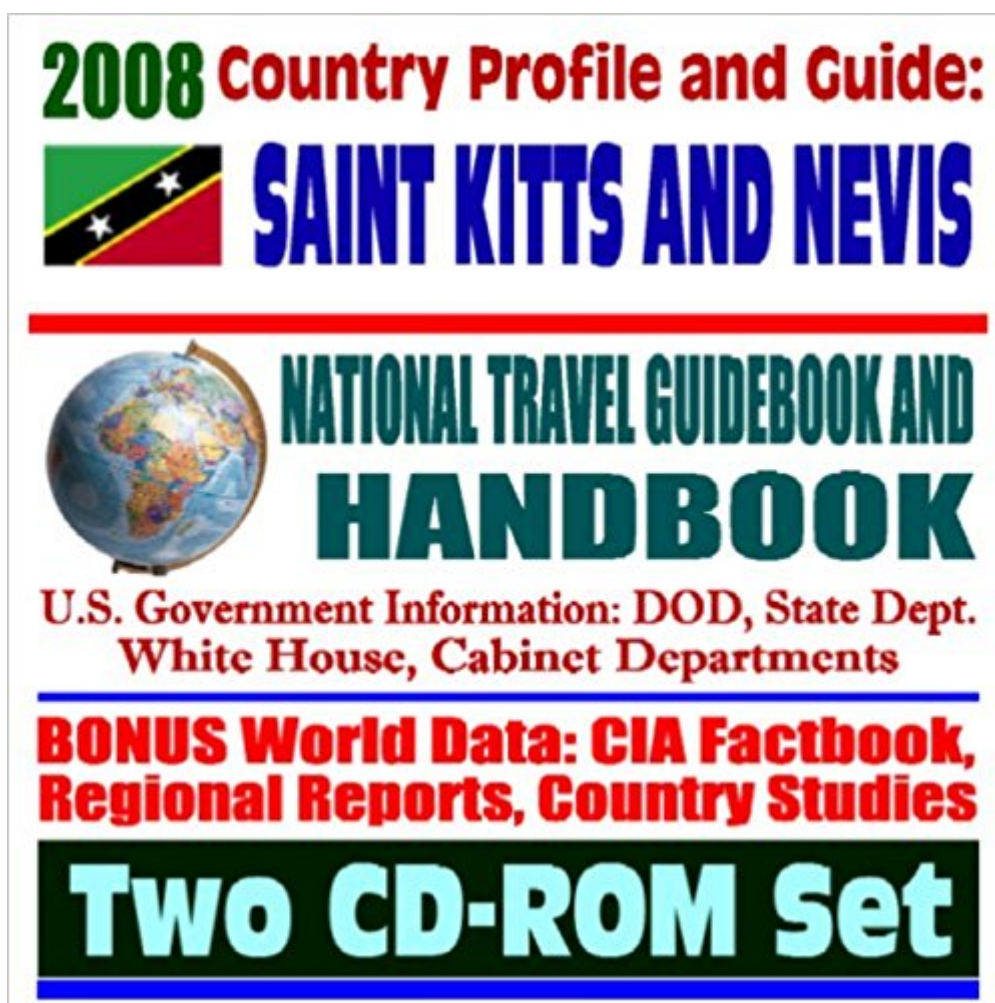 2008 Country Profile and Guide:
SAINT KITTS AND NEVIS
NATIONAL TRAVEL GUIDEBOOK AND
HANDBOOK
U.S. Government Information: DOD, State Dept.
White House, Cabinet Departments
BONUS World Data: CIA Factbook,
Regional Reports, Country Studies
Two CD-ROM Set